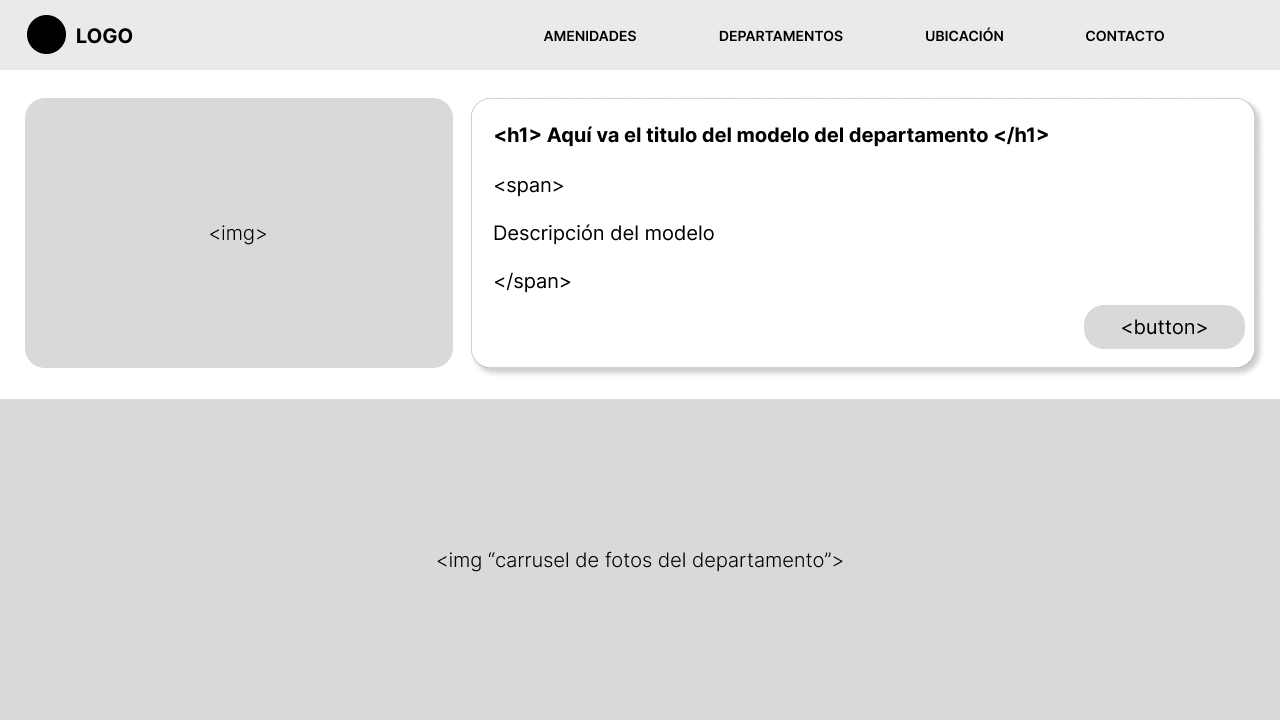 LOGO
AMENIDADES DEPARTAMENTOS UBICACIÓN CONTACTO
<img>
<h1> Aquí va el titulo del modelo del departamento </h1>
<span>
Descripción del modelo
</span>
<button>
<img “carrusel de fotos del departamento”>